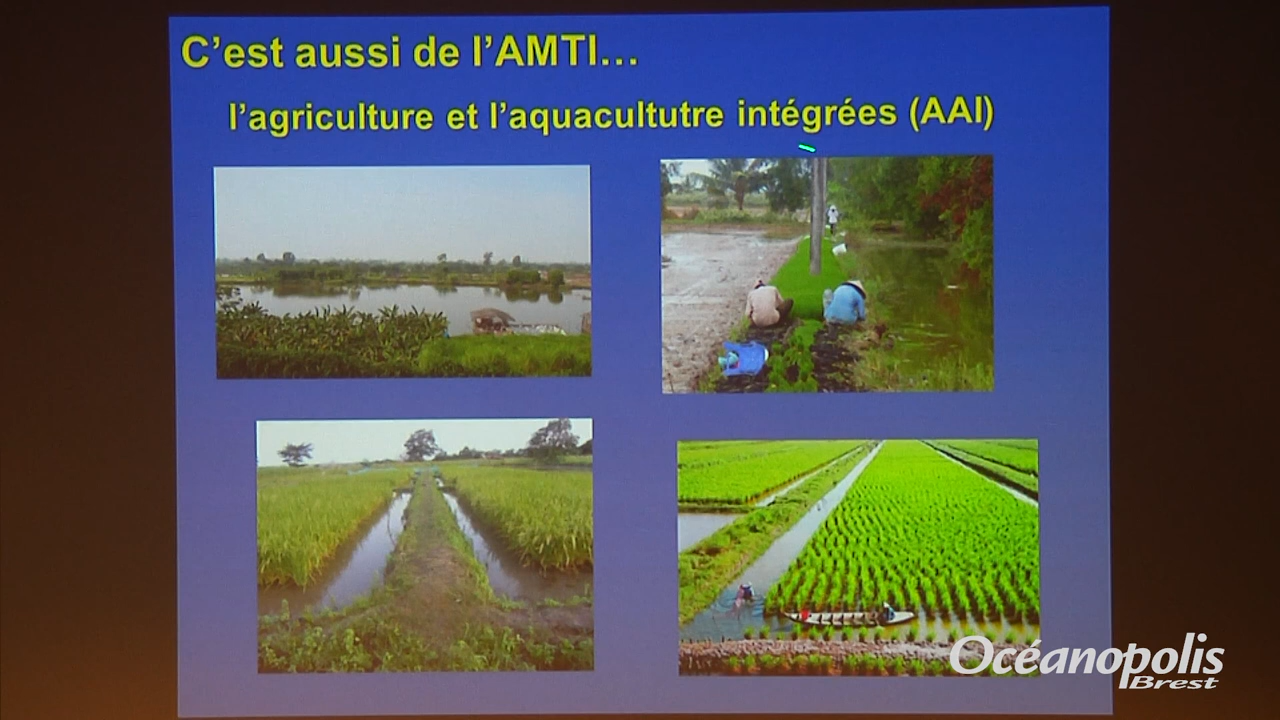 C'est aussi de l'AMTI...
l'agriculture et l'aquacultutre intégrées (AAI)
Océanopolis
Brest